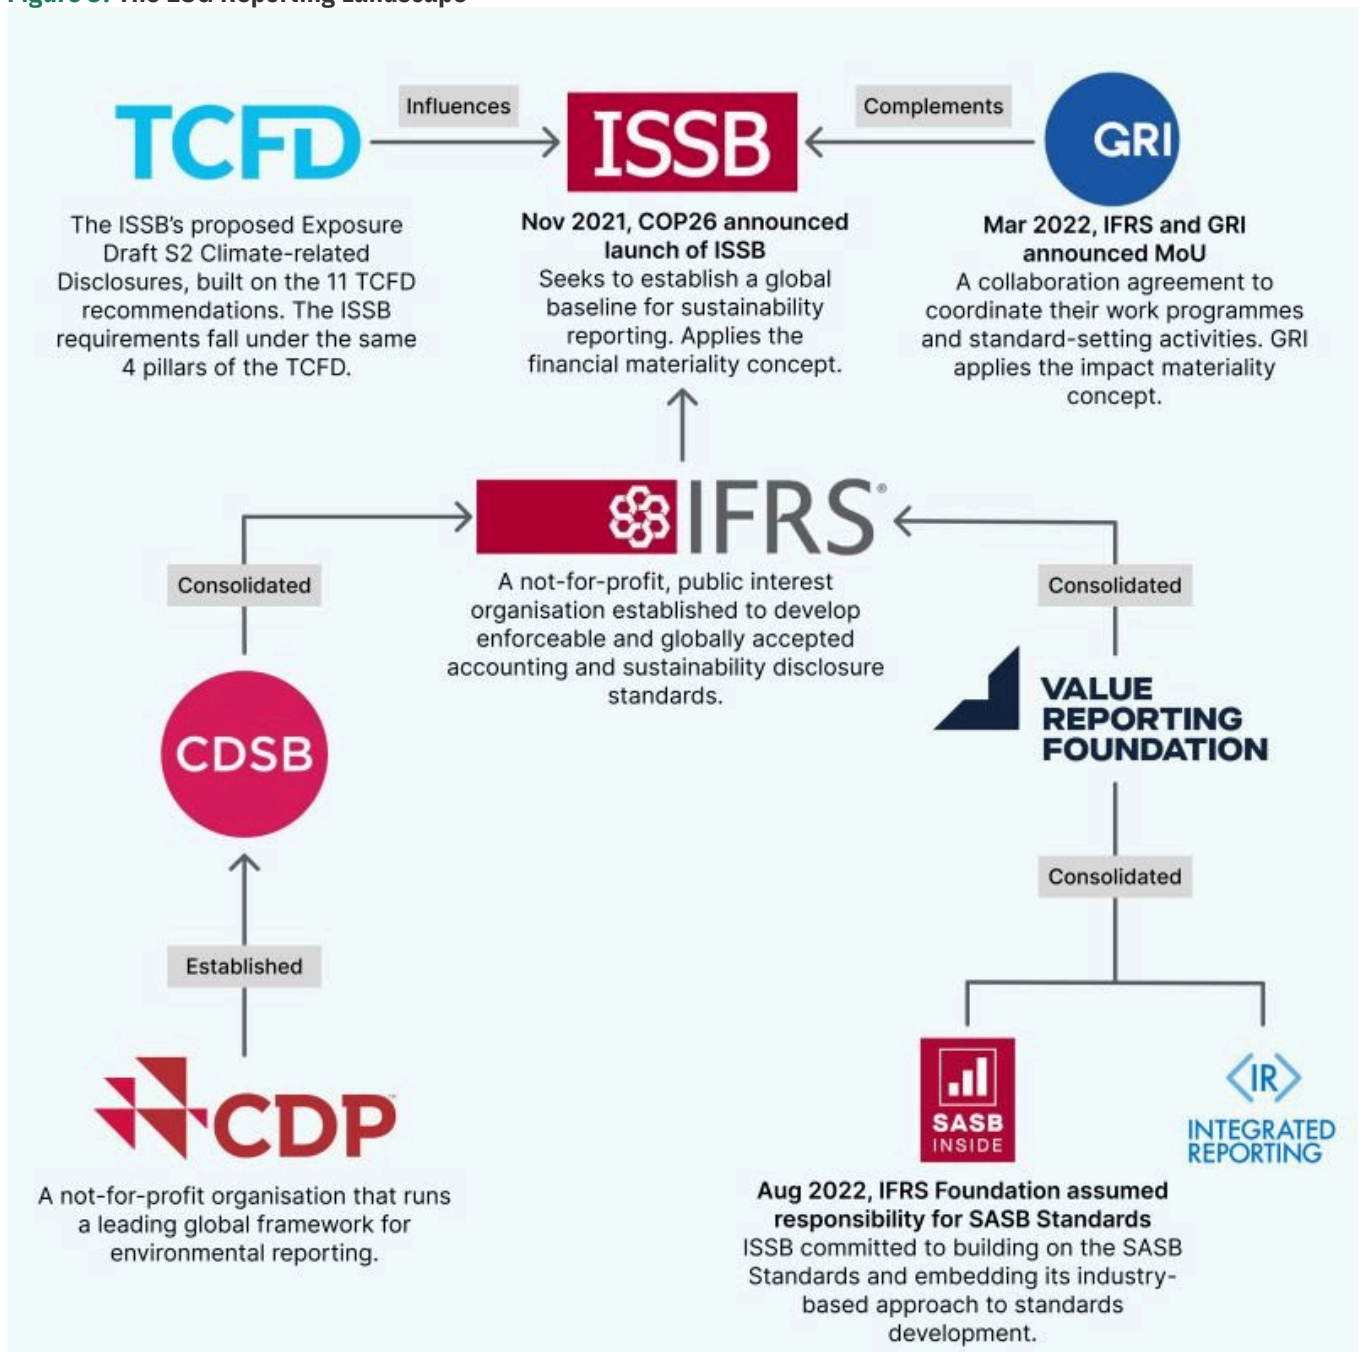 Figure 3. The ESG Reporting Landscape
TCFD
Influences
ISSB
Complements
GRI
The ISSB's proposed Exposure
Draft S2 Climate-related
Disclosures, built on the 11 TCFD
recommendations. The ISSB
requirements fall under the same
4 pillars of the TCFD.
Nov 2021, COP26 announced
launch of ISSB
Seeks to establish a global
baseline for sustainability
reporting. Applies the
financial materiality concept.
Mar 2022, IFRS and GRI
announced MoU
A collaboration agreement to
coordinate their work programmes
and standard-setting activities. GRI
applies the impact materiality
concept.
IFRS®
A not-for-profit, public interest
organisation established to develop
enforceable and globally accepted
accounting and sustainability disclosure
standards.
Consolidated
CDSB
Established
CDP™
A not-for-profit organisation that runs
a leading global framework for
environmental reporting.
Consolidated
VALUE
REPORTING
FOUNDATION
Consolidated
SASB
INSIDE
IR
INTEGRATED
REPORTING
Aug 2022, IFRS Foundation assumed
responsibility for SASB Standards
ISSB committed to building on the SASB
Standards and embedding its industry-
based approach to standards
development.